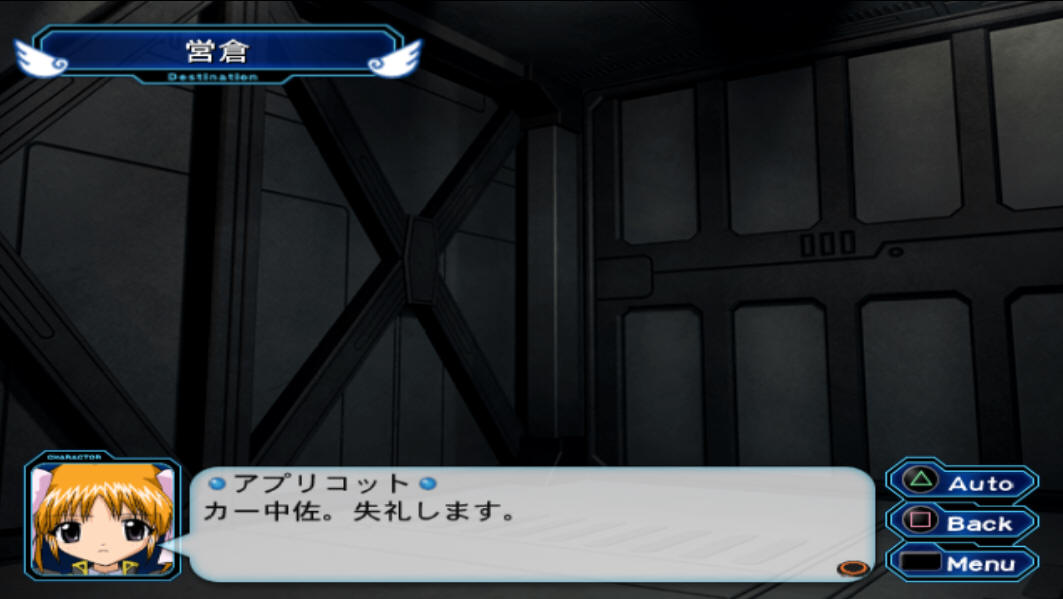 営倉
Destination
CHARACTOR
アプリコット
カー中佐。失礼します。
Auto
Back
Menu